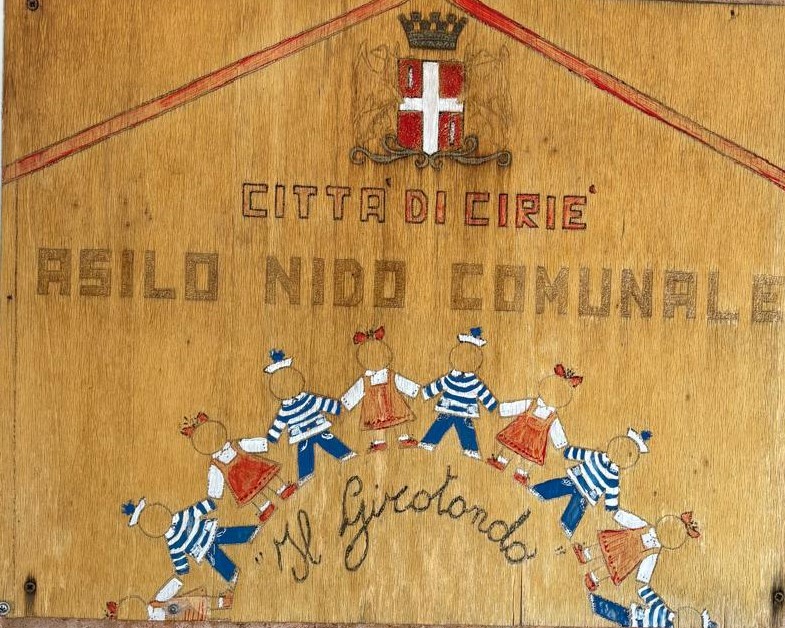 CITTA' DI CIRIE'
ASILO NIDO COMUNALE
"Il Girotondo"